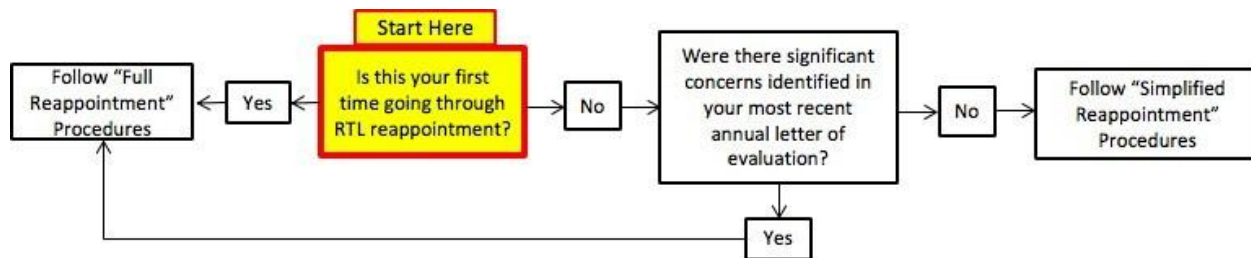 Start Here
Is this your first
time going through
RTL reappointment?
Yes
Follow “Full
Reappointment”
Procedures
No
Were there significant
concerns identified in
your most recent
annual letter of
evaluation?
No
Follow “Simplified
Reappointment”
Procedures
Yes